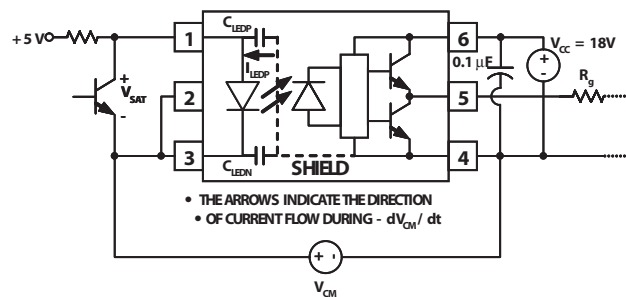 C_LEDP
+5 V
1
6
V_CC = 18V
+
0.1 μF
-
I_LEDP
+
V_SAT
-
2
5
R_g
3
4
C_LEDN
SHIELD
• THE ARROWS INDICATE THE DIRECTION
• OF CURRENT FLOW DURING - dV_CM / dt
+ -
V_CM